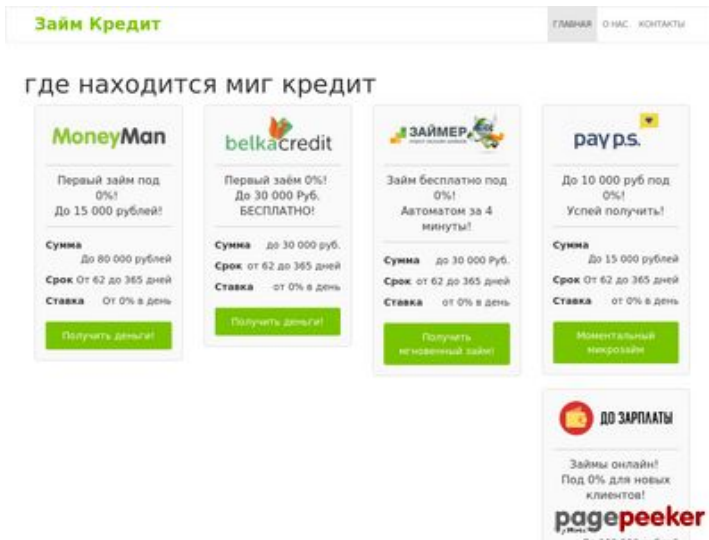 Займ Кредит
ГЛАВНАЯ О НАС КОНТАКТЫ
где находится миг кредит
MoneyMan
Первый займ под
0%!
До 15 000 рублей!
Сумма
До 80 000 рублей
Срок От 62 до 365 дней
Ставка От 0% в день
Получить деньги!
belkacredit
Первый заём 0%!
До 30 000 Руб.
БЕСПЛАТНО!
Сумма до 30 000 руб.
Срок от 62 до 365 дней
Ставка от 0% в день
Получить деньги!
ЗАЙМЕР
Займ бесплатно под
0%!
Автоматом за 4
минуты!
Сумма до 30 000 Руб.
Срок от 62 до 365 дней
Ставка от 0% в день
Получить
мгновенный займ!
pay p.s.
До 10 000 руб под
0%!
Успей получить!
Сумма
До 15 000 рублей
Срок От 62 до 365 дней
Ставка От 0% в день
Моментальный
микрозайм
ДО ЗАРПЛАТЫ
Займы онлайн!
Под 0% для новых
клиентов!
pagepeeker